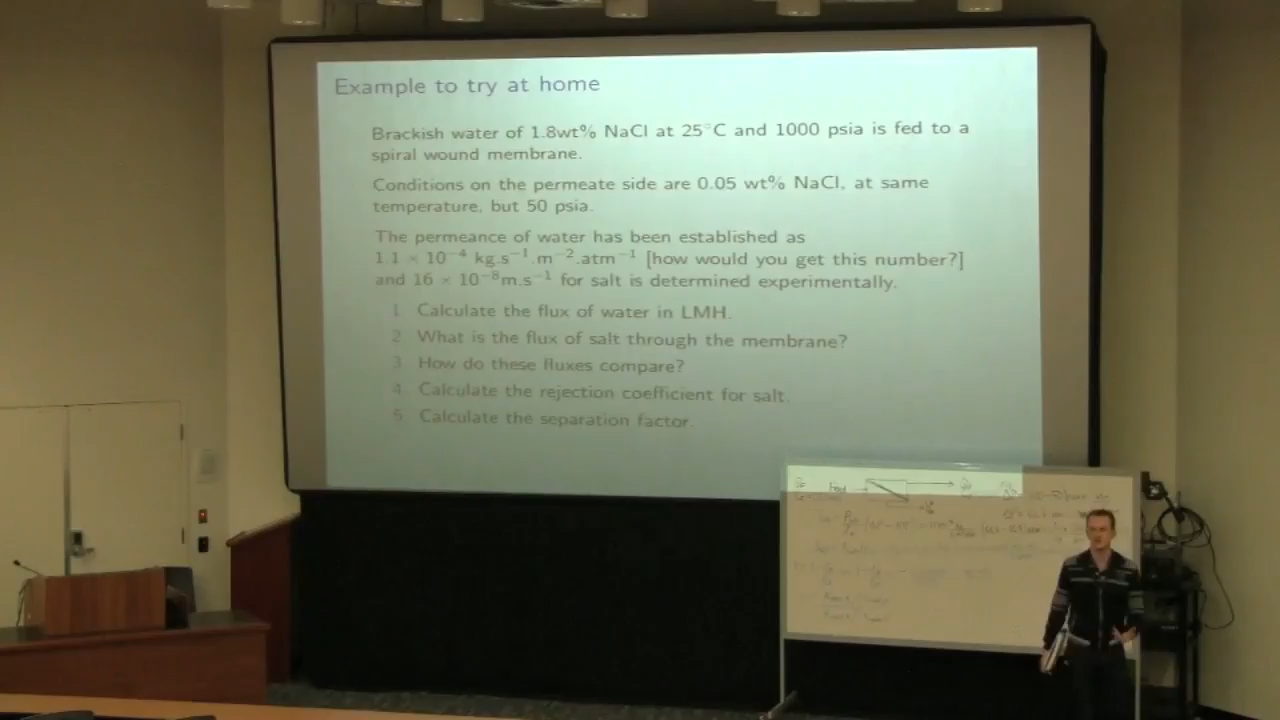 Example to try at home
Brackish water of 1.8wt% NaCl at 25°C and 1000 psia is fed to a
spiral wound membrane.
Conditions on the permeate side are 0.05 wt% NaCl, at same
temperature, but 50 psia.
The permeance of water has been established as
1.1 × 10⁻⁴ kg.s⁻¹.m⁻².atm⁻¹ [how would you get this number?]
and 16 × 10⁻⁸m.s⁻¹ for salt is determined experimentally.
1 Calculate the flux of water in LMH.
2 What is the flux of salt through the membrane?
3 How do these fluxes compare?
4 Calculate the rejection coefficient for salt.
5 Calculate the separation factor.
Feed